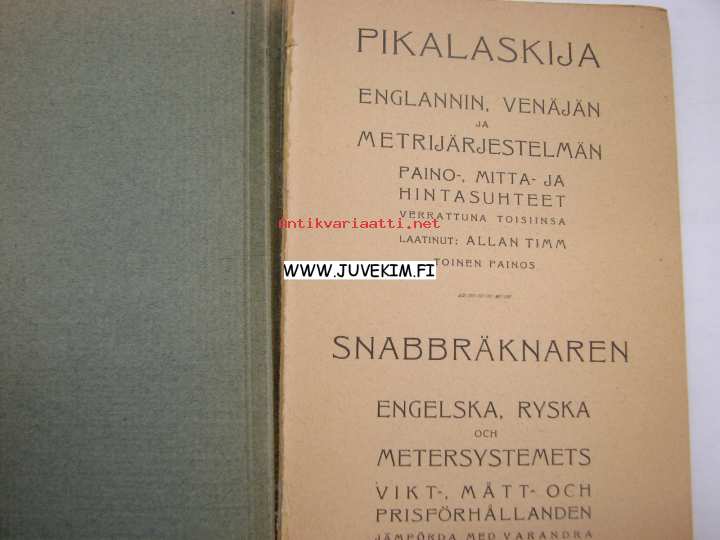 PIKALASKIJA
ENGLANNIN, VENÄJÄN
JA
METRIJÄRJESTELMÄN
PAINO-, MITTA- JA
HINTASUHTEET
VERRATTUNA TOISIINSA
Antikvariaatti.net
LAATINUT: ALLAN TIMM
WWW.JUVEKIM.FI
TOINEN PAINOS
SNABBRÄKNAREN
ENGELSKA, RYSKA
OCH
METERSYSTEMETS
VIKT-, MÅTT- OCH
PRISFÖRHÅLLANDEN
JÄMFÖRDA MED VARANDRA